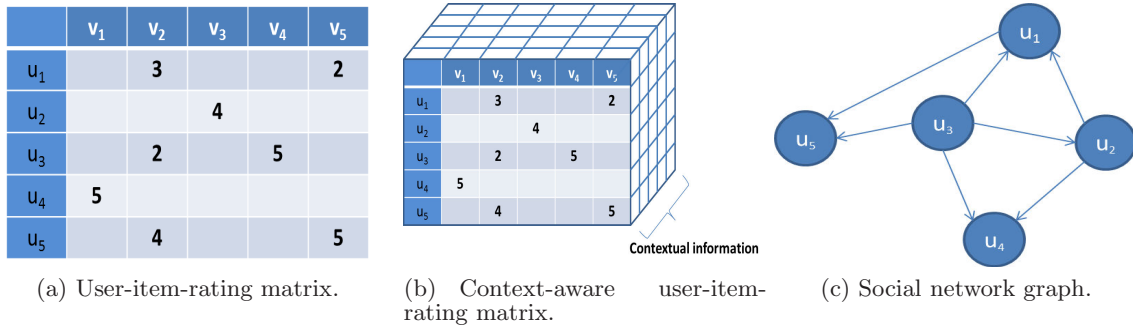 v1 v2 v3 v4 v5
u1 3 2
u2 4
u3 2 5
u4 5
u5 4 5
(a) User-item-rating matrix.
v1 v2 v3 v4 v5
u1 3 2
u2 4
u3 2 5
u4 5
u5 4 5
Contextual information
(b) Context-aware user-item-
rating matrix.
u1
u3
u5
u2
u4
(c) Social network graph.